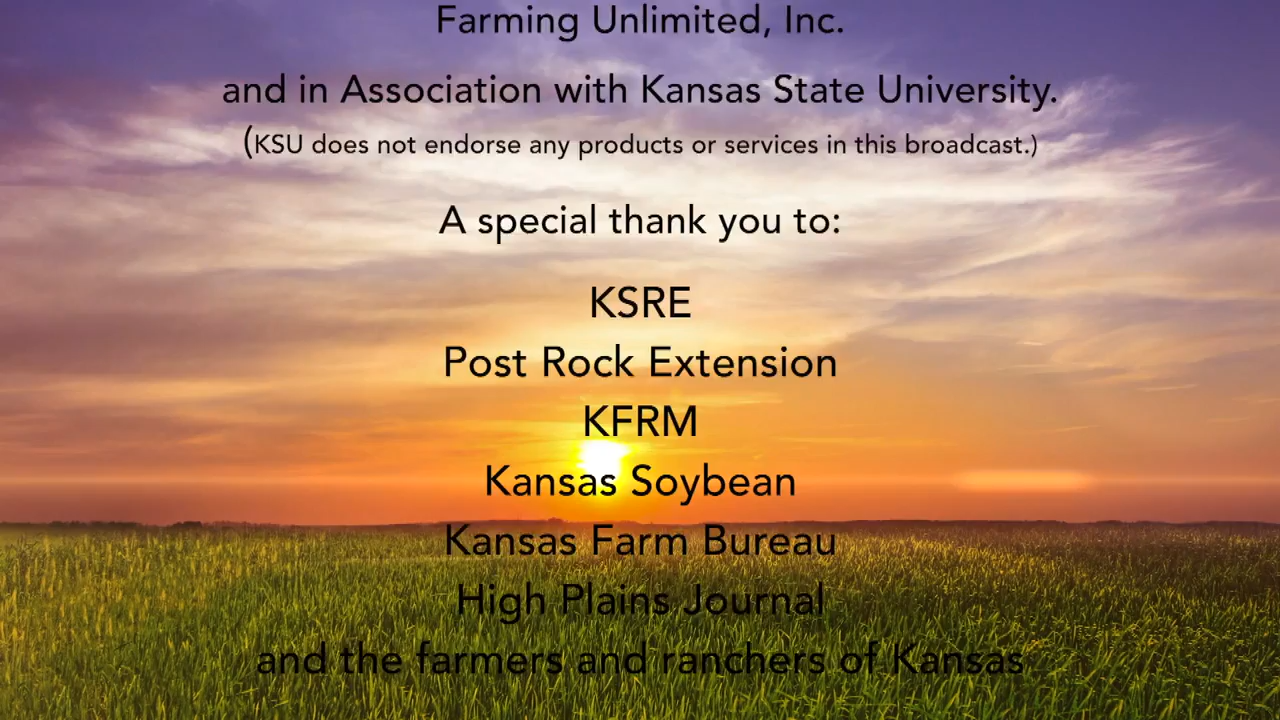 Farming Unlimited, Inc.
and in Association with Kansas State University.
(KSU does not endorse any products or services in this broadcast.)
A special thank you to:
KSRE
Post Rock Extension
KFRM
Kansas Soybean
Kansas Farm Bureau
High Plains Journal
and the farmers and ranchers of Kansas